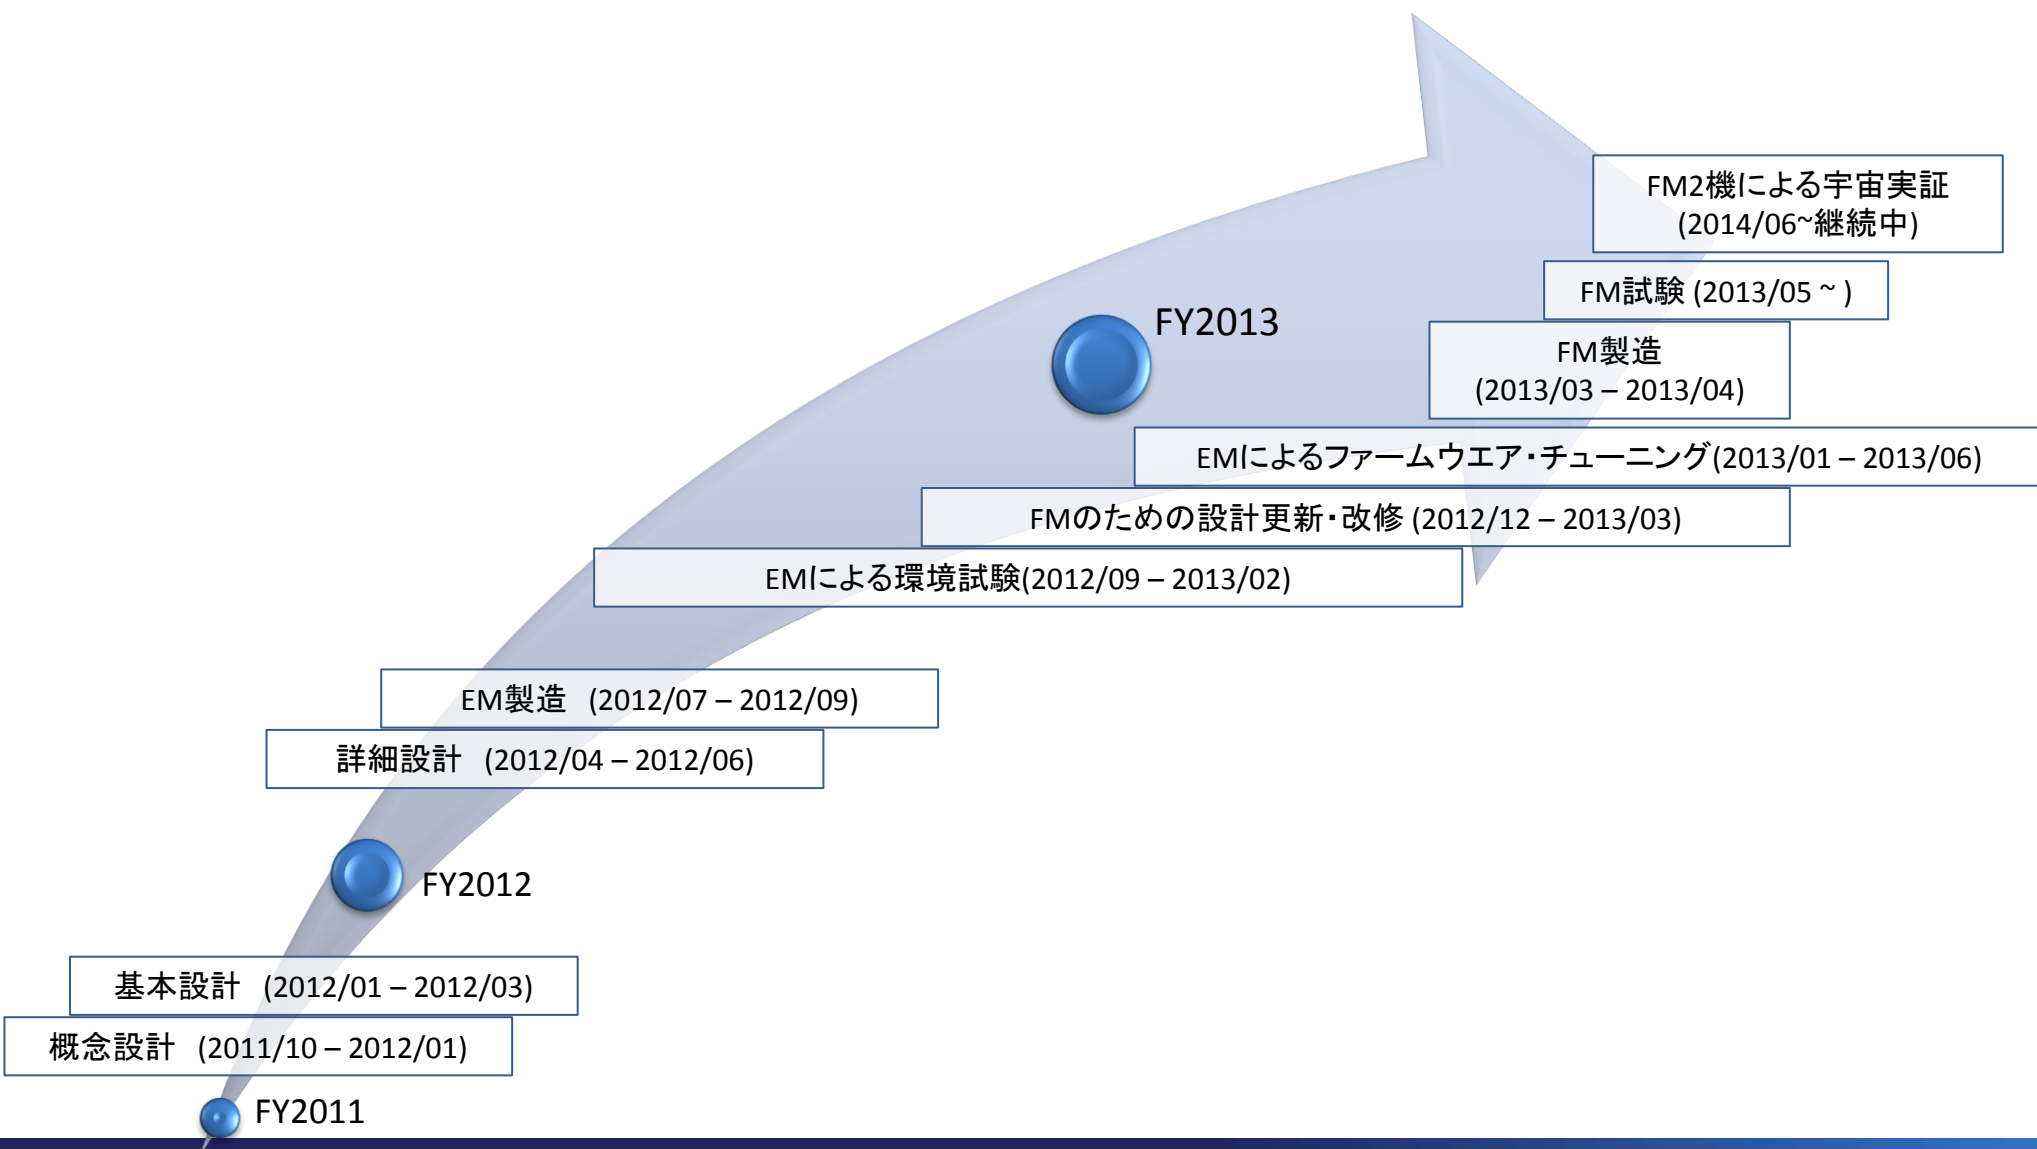 FM2機による宇宙実証
(2014/06~継続中)
FM試験 (2013/05 ~ )
FY2013
FM製造
(2013/03 – 2013/04)
EMによるファームウエア・チューニング(2013/01 – 2013/06)
FMのための設計更新・改修 (2012/12 – 2013/03)
EMによる環境試験(2012/09 – 2013/02)
EM製造 (2012/07 – 2012/09)
詳細設計 (2012/04 – 2012/06)
FY2012
基本設計 (2012/01 – 2012/03)
概念設計 (2011/10 – 2012/01)
FY2011